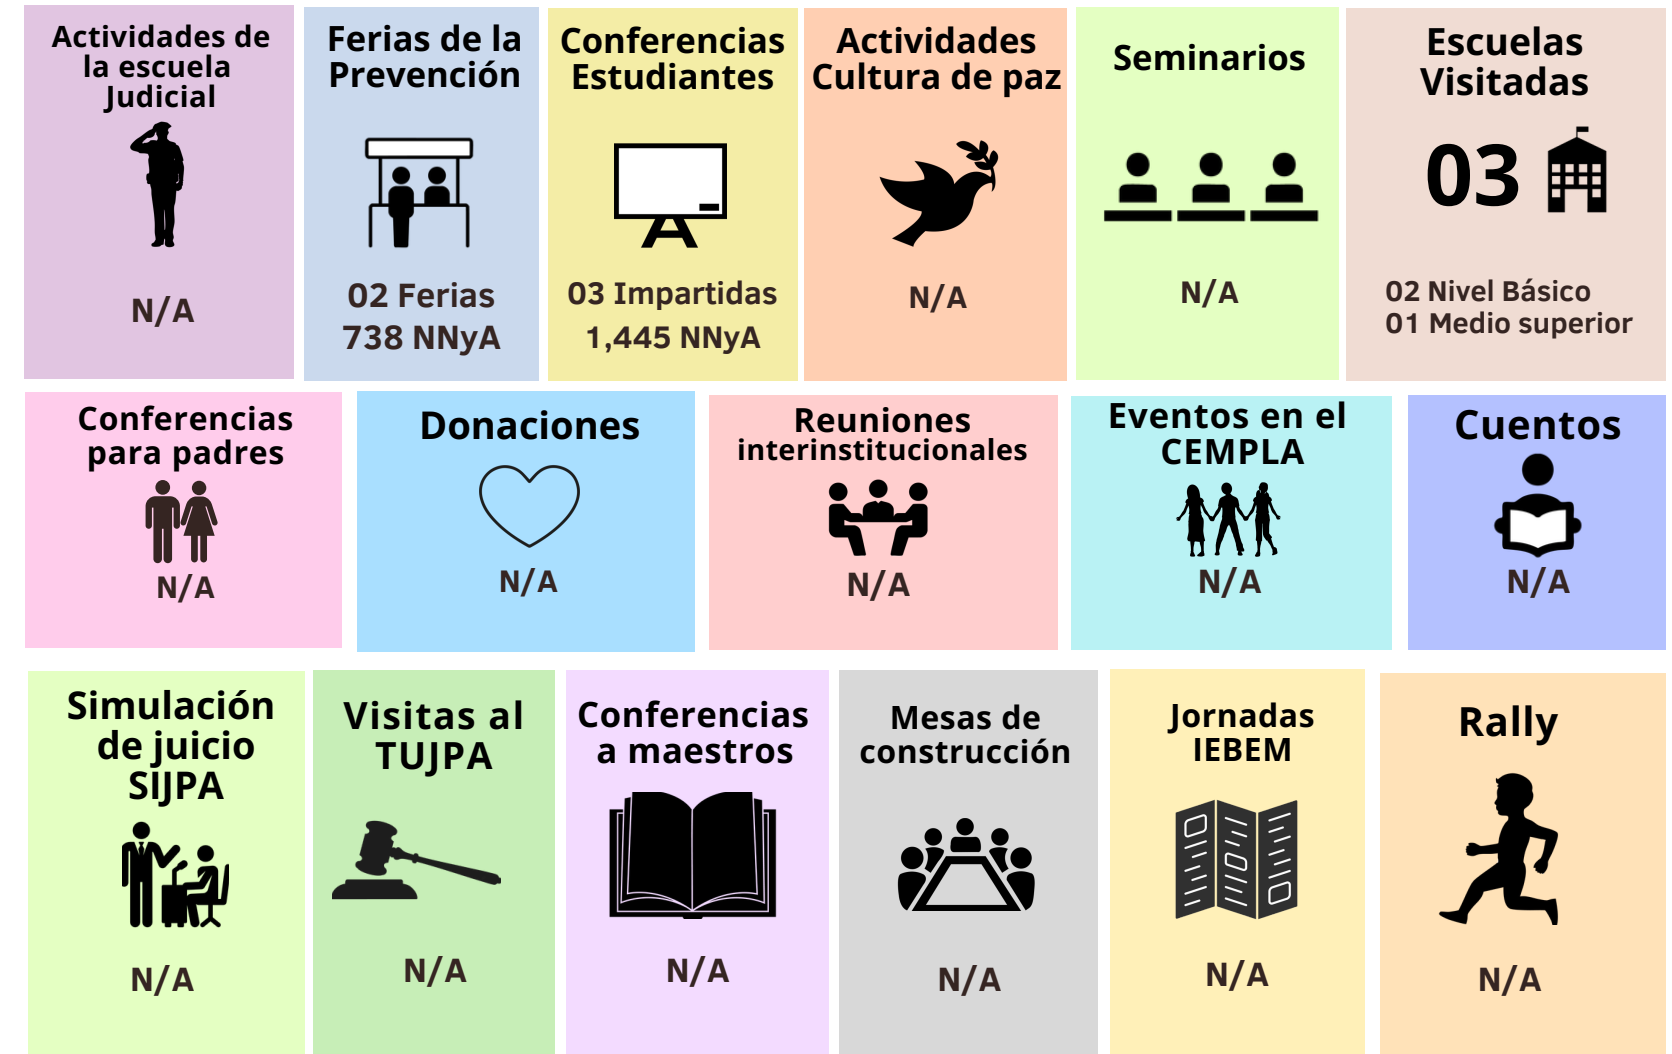 Actividades de
la escuela
Judicial
N/A
Ferias de la
Prevención
02 Ferias
738 NNyA
Conferencias
Estudiantes
03 Impartidas
1,445 NNyA
Actividades
Cultura de paz
N/A
Seminarios
N/A
Escuelas
Visitadas
03
02 Nivel Básico
01 Medio superior
Conferencias
para padres
N/A
Donaciones
N/A
Reuniones
interinstitucionales
N/A
Eventos en el
CEMPLA
N/A
Cuentos
N/A
Simulación
de juicio
SIJPA
N/A
Visitas al
TUJPA
N/A
Conferencias
a maestros
N/A
Mesas de
construcción
N/A
Jornadas
IEBEM
N/A
Rally
N/A